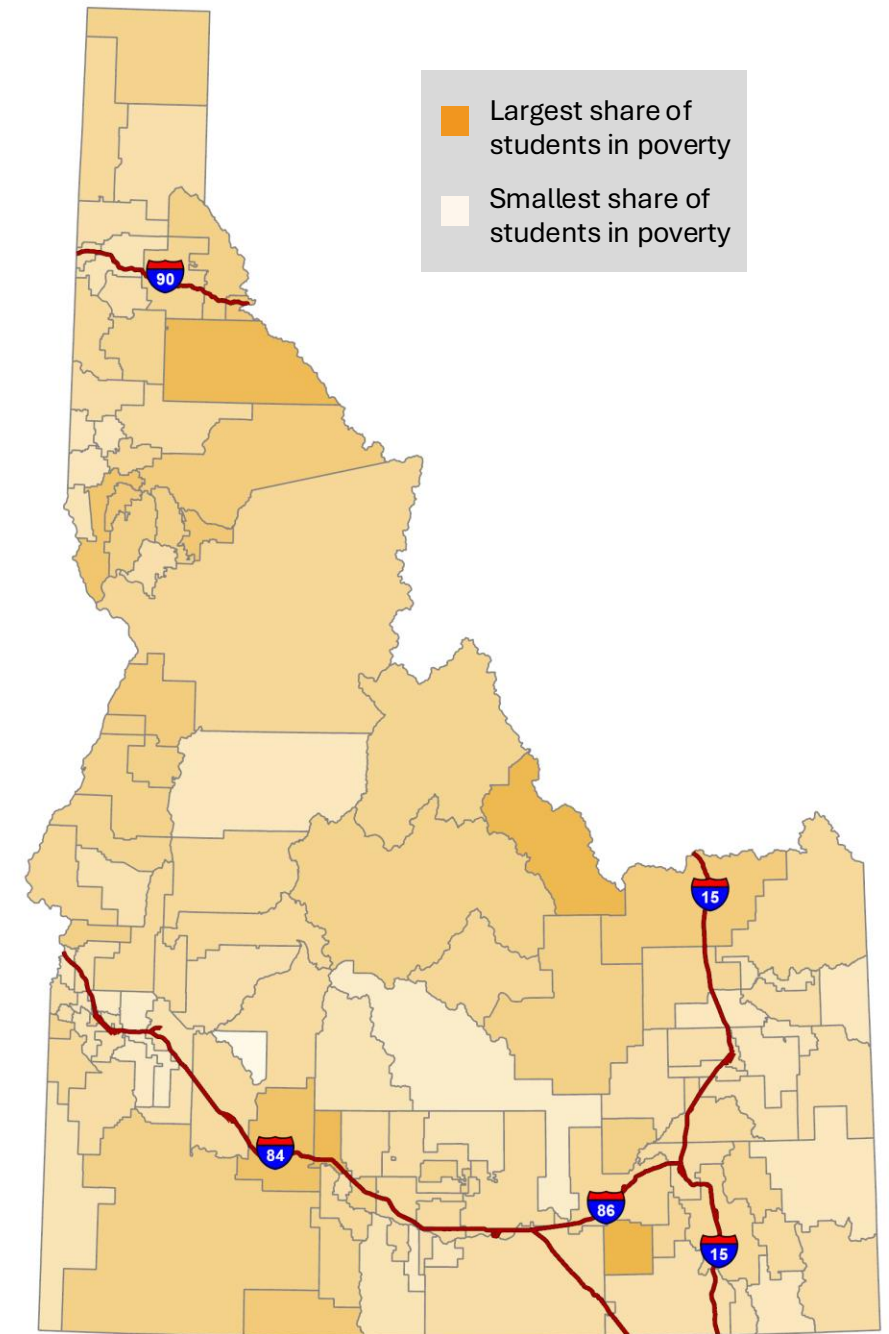 Largest share of
students in poverty
Smallest share of
students in poverty
90
15
84
86
15